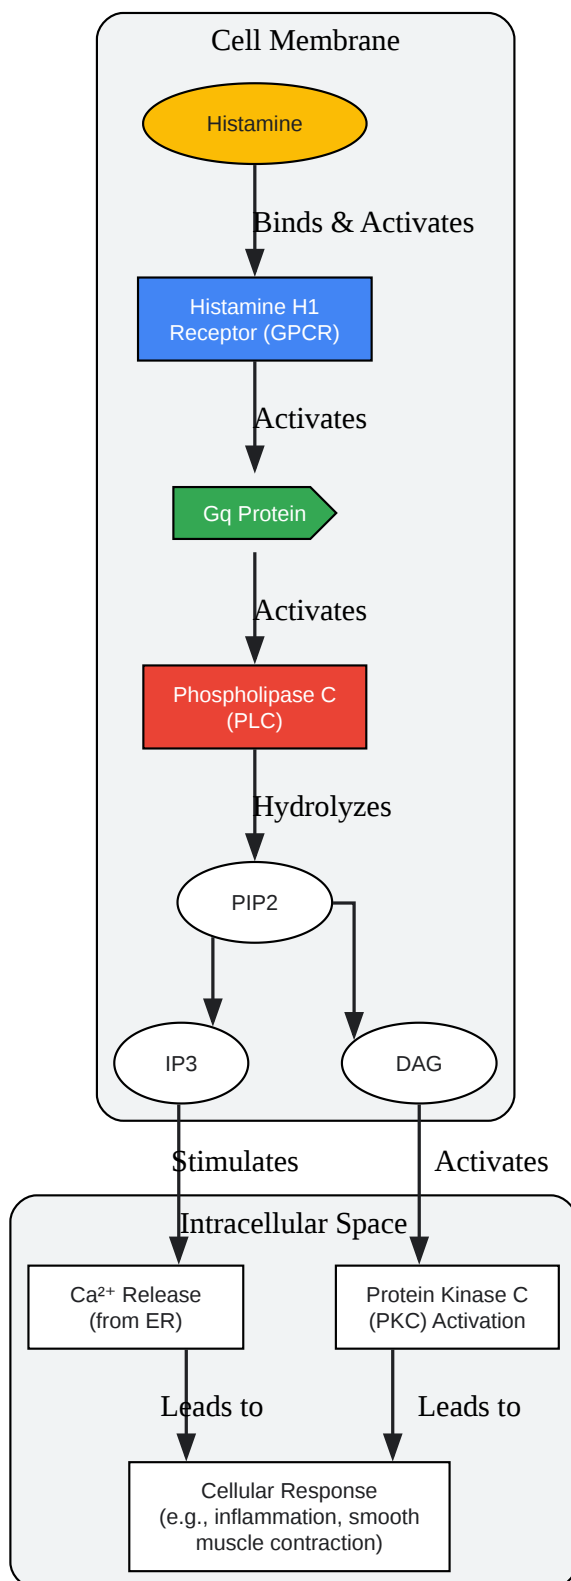 Cell Membrane
Histamine
Binds & Activates
Histamine H1
Receptor (GPCR)
Activates
Gq Protein
Activates
Phospholipase C
(PLC)
Hydrolyzes
PIP2
IP3
DAG
Stimulates
Activates
Intracellular Space
Ca²⁺ Release
(from ER)
Protein Kinase C
(PKC) Activation
Leads to
Leads to
Cellular Response
(e.g., inflammation, smooth
muscle contraction)